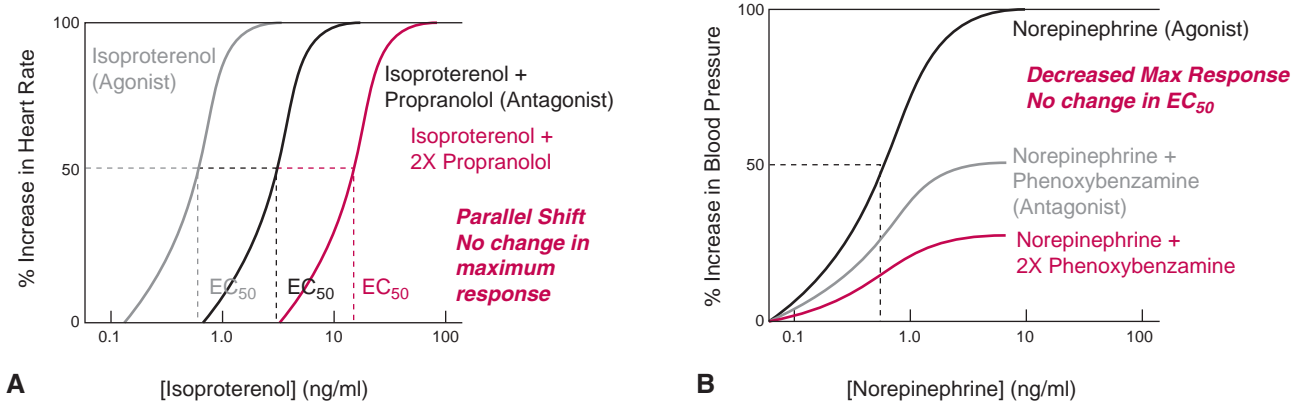 % Increase in Heart Rate
100
50
0
Isoproterenol
(Agonist)
Isoproterenol +
Propranolol (Antagonist)
Isoproterenol +
2X Propranolol
Parallel Shift
No change in
maximum
response
EC50
EC50
EC50
0.1
1.0
10
100
A
[Isoproterenol] (ng/ml)
% Increase in Blood Pressure
100
50
0
Norepinephrine (Agonist)
Decreased Max Response
No change in EC50
Norepinephrine +
Phenoxybenzamine
(Antagonist)
Norepinephrine +
2X Phenoxybenzamine
0.1
1.0
10
100
B
[Norepinephrine] (ng/ml)